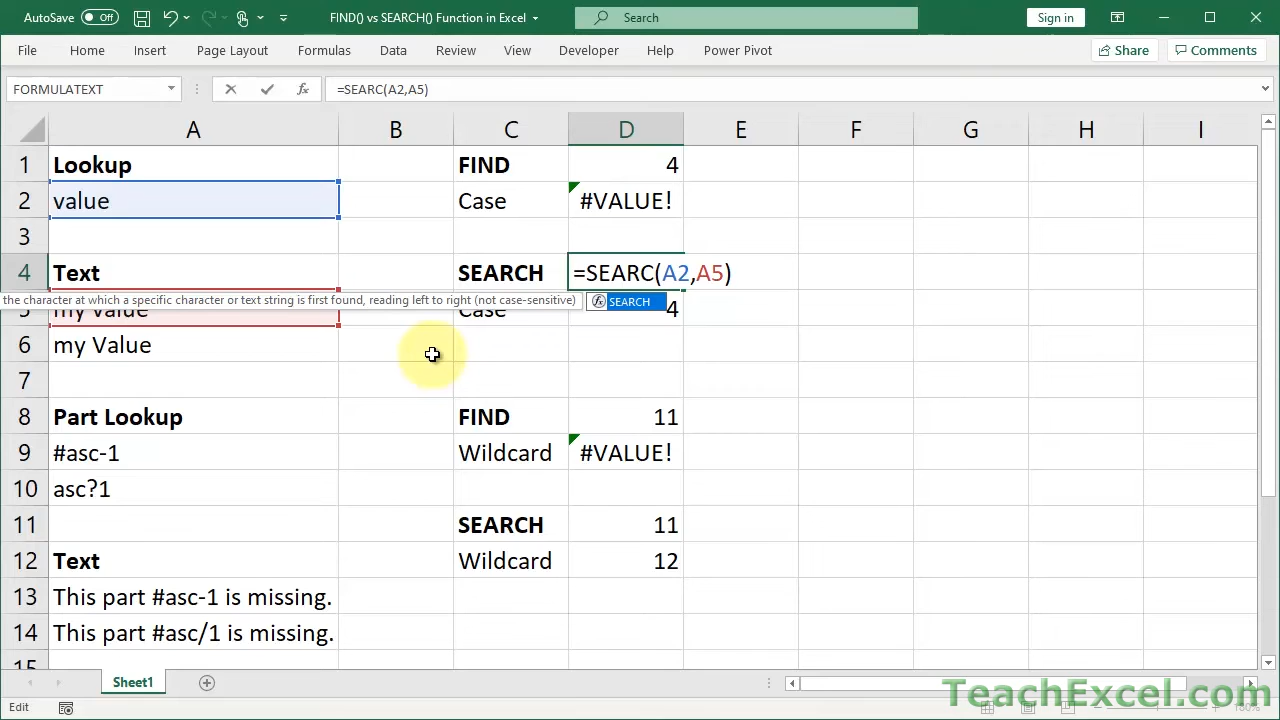 AutoSave Off FIND() vs SEARCH() Function in Excel Search Sign in
File Home Insert Page Layout Formulas Data Review View Developer Help Power Pivot Share Comments
FORMULATEXT fx =SEARC(A2,A5)
A B C D E F G H I
1 Lookup FIND 4
2 value Case #VALUE!
3
4 Text SEARCH =SEARC(A2,A5)
the character at which a specific character or text string is first found, reading left to right (not case-sensitive) SEARCH
5 my value Case 4
6 my Value
7
8 Part Lookup FIND 11
9 #asc-1 Wildcard #VALUE!
10 asc?1
11 SEARCH 11
12 Text Wildcard 12
13 This part #asc-1 is missing.
14 This part #asc/1 is missing.
15
Sheet1
TeachExcel.com
Edit 100%